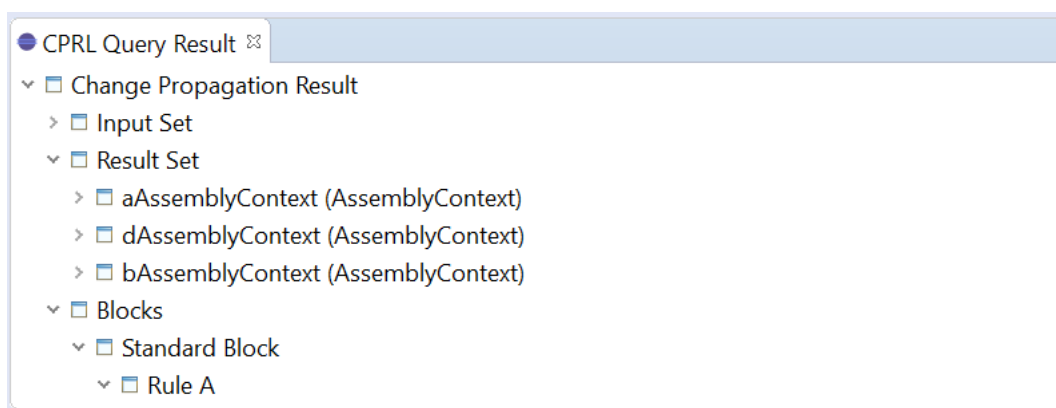 CPRL Query Result
Change Propagation Result
Input Set
Result Set
aAssemblyContext (AssemblyContext)
dAssemblyContext (AssemblyContext)
bAssemblyContext (AssemblyContext)
Blocks
Standard Block
Rule A